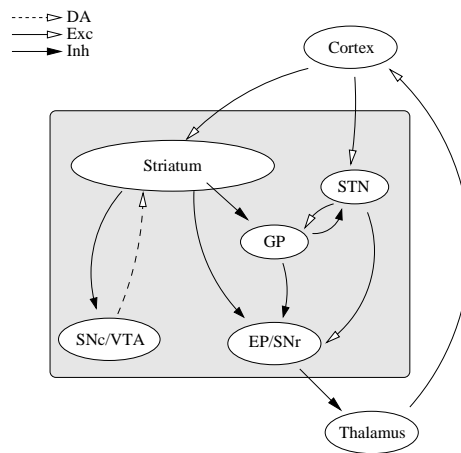 DA
Exc
Inh
Cortex
Striatum
STN
GP
SNc/VTA
EP/SNr
Thalamus